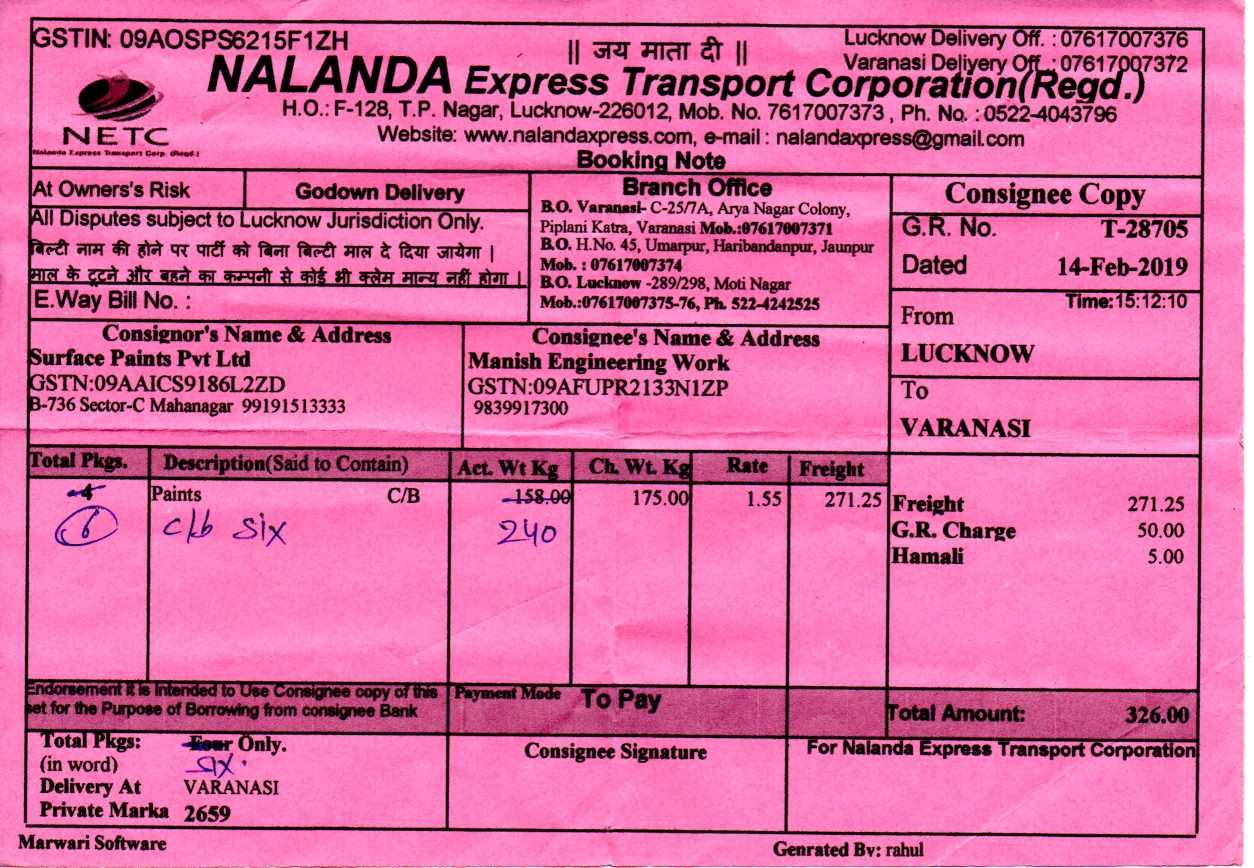 GSTIN: 09AOSPS6215F1ZH
|| जय माता दी ||
Lucknow Delivery Off. : 07617007376
Varanasi Delivery Off. : 07617007372
NALANDA Express Transport Corporation(Regd.)
H.O.: F-128, T.P. Nagar, Lucknow-226012, Mob. No. 7617007373 , Ph. No. : 0522-4043796
Website: www.nalandaxpress.com, e-mail : nalandaxpress@gmail.com
NETC
Nalanda Express Transport Corp. (Regd.)
Booking Note
At Owners's Risk
Godown Delivery
All Disputes subject to Lucknow Jurisdiction Only.
बिल्टी नाम की होने पर पार्टी को बिना बिल्टी माल दे दिया जायेगा |
माल के टूटने और बहने का कम्पनी से कोई भी क्लेम मान्य नहीं होगा |
E.Way Bill No. :
Branch Office
B.O. Varanasi- C-25/7A, Arya Nagar Colony,
Piplani Katra, Varanasi Mob.:07617007371
B.O. H.No. 45, Umarpur, Haribandanpur, Jaunpur
Mob. : 07617007374
B.O. Lucknow -289/298, Moti Nagar
Mob.:07617007375-76, Ph. 522-4242525
Consignee Copy
G.R. No. T-28705
Dated 14-Feb-2019
Time:15:12:10
From
LUCKNOW
To
VARANASI
Consignor's Name & Address
Surface Paints Pvt Ltd
GSTN:09AAICS9186L2ZD
B-736 Sector-C Mahanagar 99191513333
Consignee's Name & Address
Manish Engineering Work
GSTN:09AFUPR2133N1ZP
9839917300
Total Pkgs. Description(Said to Contain) Act. Wt Kg Ch. Wt. Kg Rate Freight
4 Paints C/B 158.00 175.00 1.55 271.25
6 c/b six 240
Freight 271.25
G.R. Charge 50.00
Hamali 5.00
Endorsement it is Intended to Use Consignee copy of this
set for the Purpose of Borrowing from consignee Bank
Payment Mode To Pay
Total Amount: 326.00
Total Pkgs: Four Only.
(in word) six.
Delivery At VARANASI
Private Marka 2659
Consignee Signature
For Nalanda Express Transport Corporation
Marwari Software
Genrated By: rahul